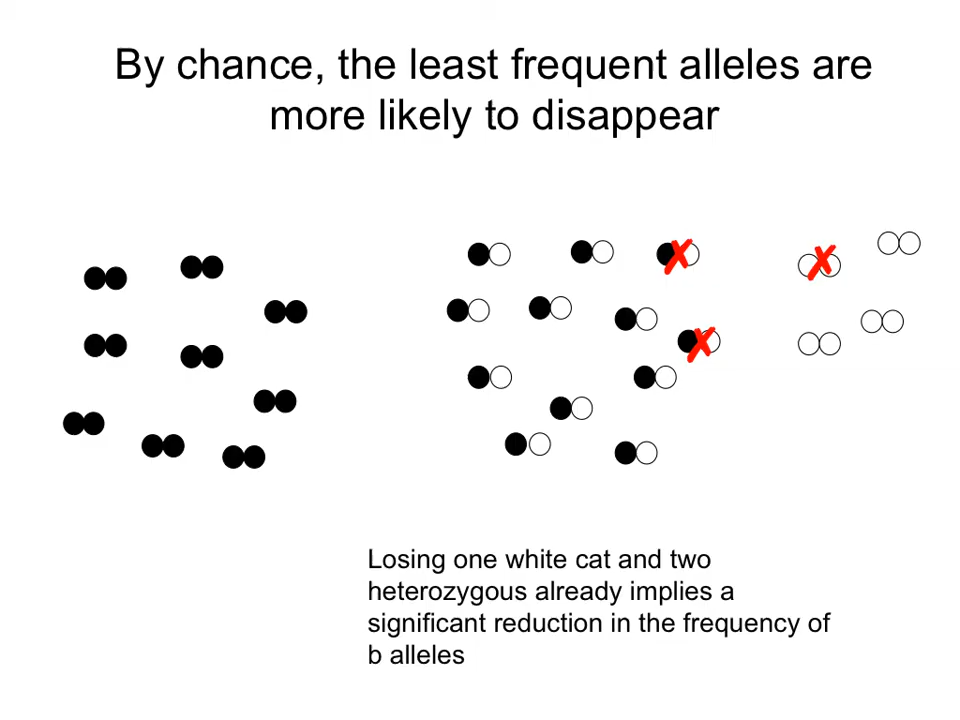 By chance, the least frequent alleles are
more likely to disappear
Losing one white cat and two
heterozygous already implies a
significant reduction in the frequency of
b alleles